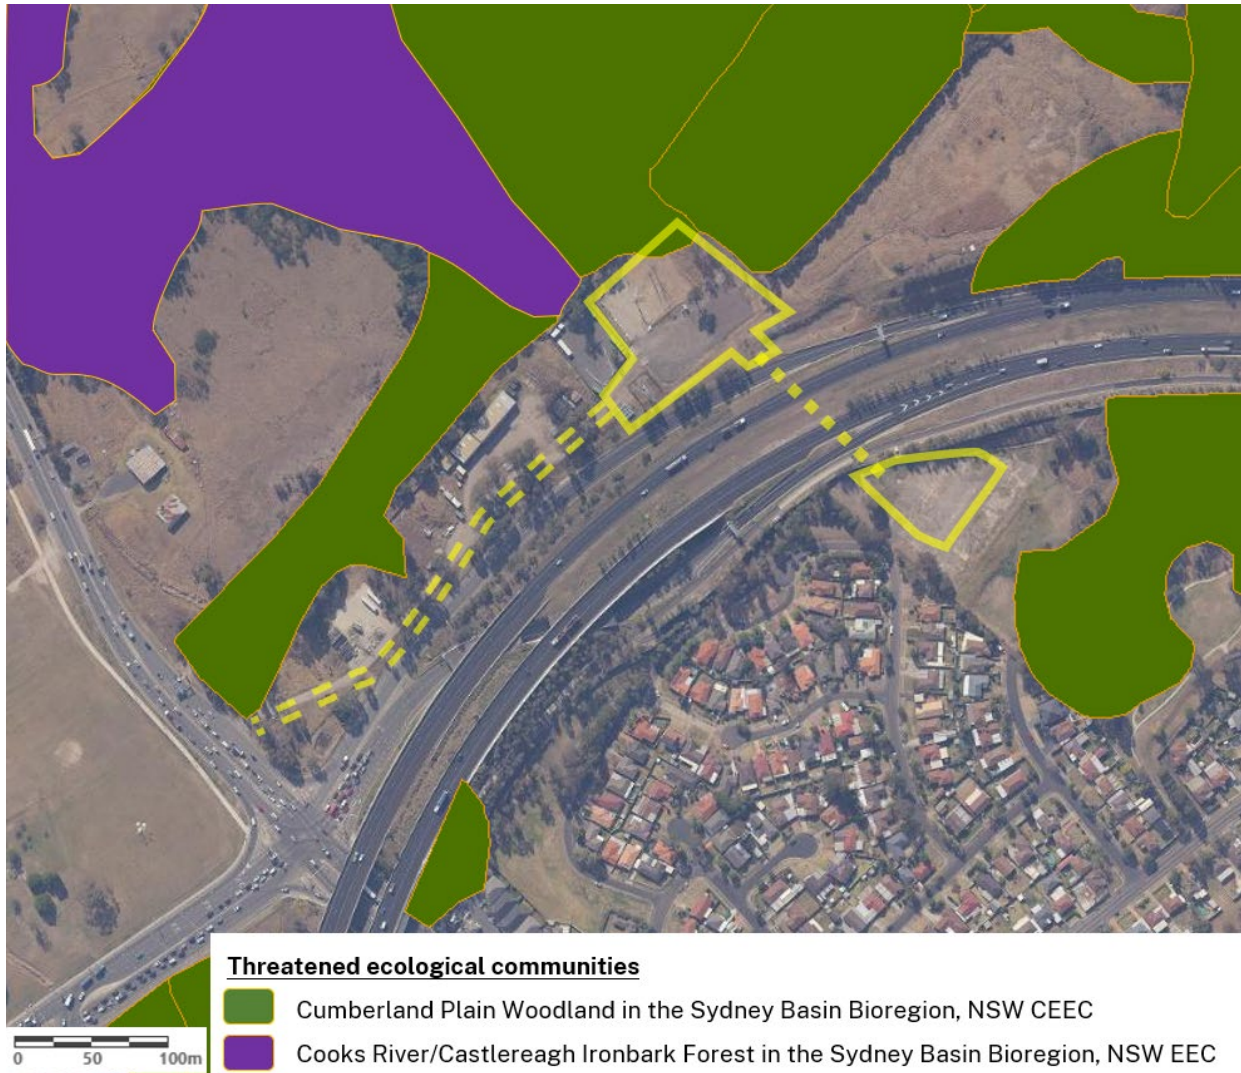 Threatened ecological communities
Cumberland Plain Woodland in the Sydney Basin Bioregion, NSW CEEC
Cooks River/Castlereagh Ironbark Forest in the Sydney Basin Bioregion, NSW EEC
0 50 100m